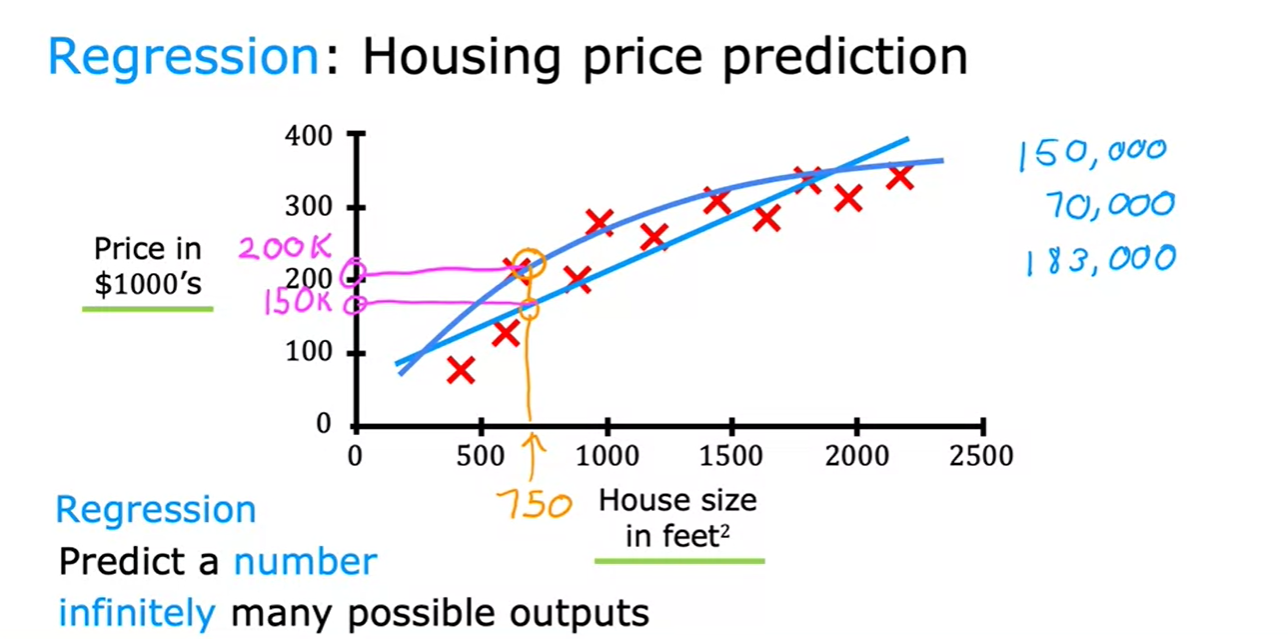 Regression: Housing price prediction
400
300
200
100
0
Price in
$1000's
200K
150K
0 500 1000 1500 2000 2500
750
House size
in feet²
150,000
70,000
183,000
Regression
Predict a number
infinitely many possible outputs